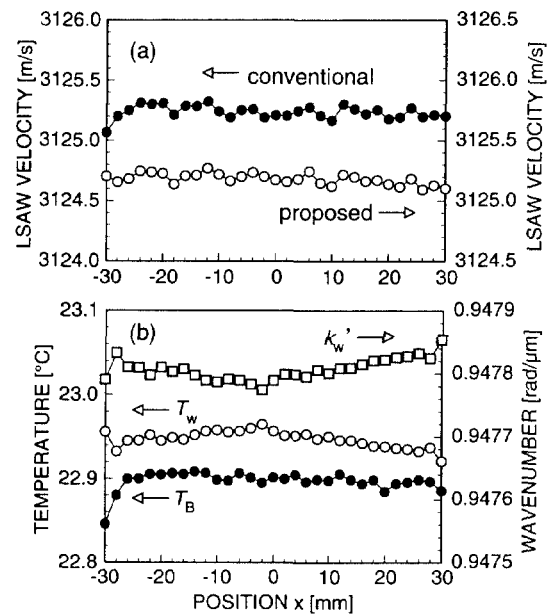 3126.0
3125.5
3125.0
3124.5
3124.0
LSAW VELOCITY [m/s]
(a)
← conventional
proposed →
3126.5
3126.0
3125.5
3125.0
3124.5
LSAW VELOCITY [m/s]
-30 -20 -10 0 10 20 30
23.1
23.0
22.9
22.8
TEMPERATURE [°C]
(b)
k_w' →
← T_w
← T_B
0.9479
0.9478
0.9477
0.9476
0.9475
WAVENUMBER [rad/μm]
-30 -20 -10 0 10 20 30
POSITION x [mm]